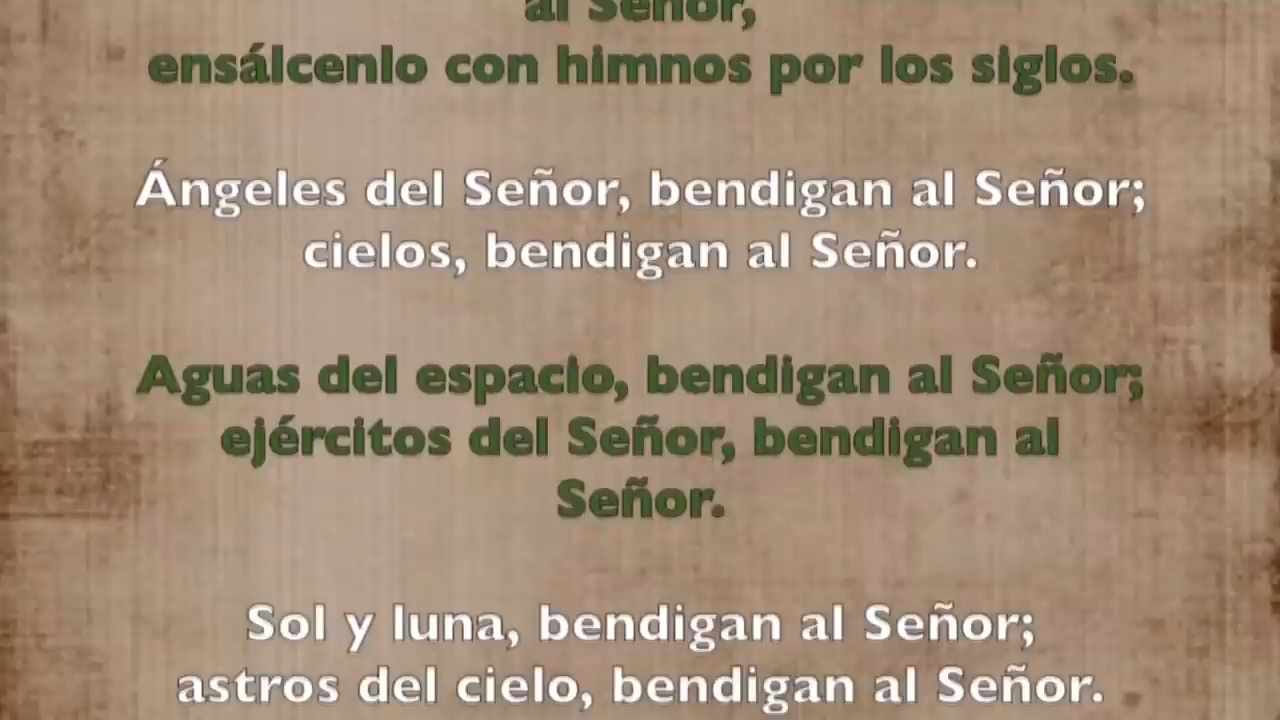 al Señor,
ensálcenlo con himnos por los siglos.
Ángeles del Señor, bendigan al Señor;
cielos, bendigan al Señor.
Aguas del espacio, bendigan al Señor;
ejércitos del Señor, bendigan al
Señor.
Sol y luna, bendigan al Señor;
astros del cielo, bendigan al Señor.